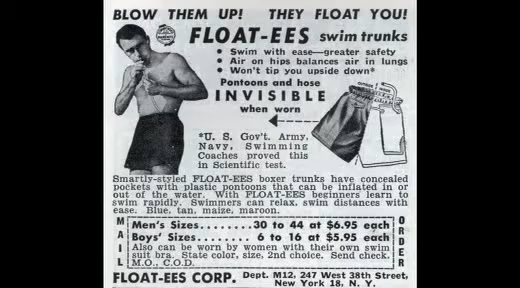 BLOW THEM UP! THEY FLOAT YOU!
FLOAT-EES swim trunks
• Swim with ease—greater safety
• Air on hips balances air in lungs
• Won't tip you upside down*
Pontoons and hose
INVISIBLE
when worn
*U. S. Gov't. Army,
Navy, Swimming
Coaches proved this
in Scientific test.
Smartly-styled FLOAT-EES boxer trunks have concealed
pockets with plastic pontoons that can be inflated in or
out of the water. With FLOAT-EES beginners learn to
swim rapidly. Swimmers can relax, swim distances with
ease. Blue, tan, maize, maroon.
MAIL
Men's Sizes........30 to 44 at $6.95 each
Boys' Sizes........ 6 to 16 at $5.95 each
Also can be worn by women with their own swim
suit bra. State color, size, 2nd choice. Send check.
M.O., C.O.D.
ORDER
FLOAT-EES CORP. Dept. M12, 247 West 38th Street,
New York 18, N. Y.